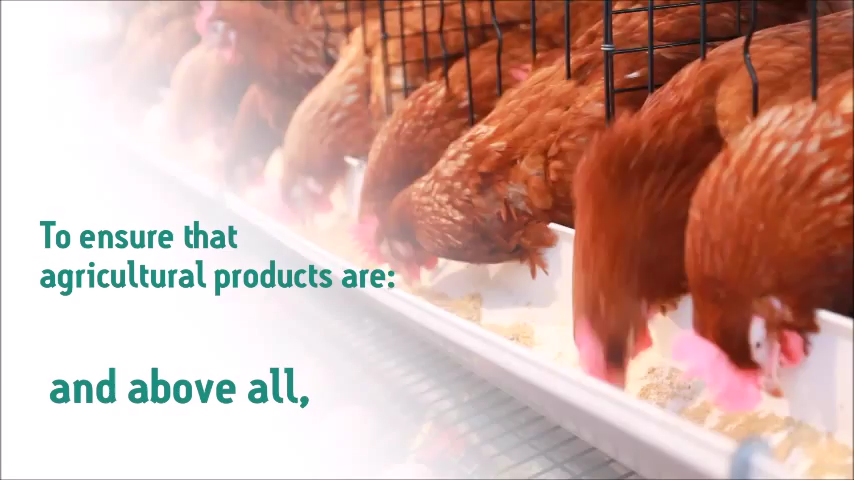 To ensure that
agricultural products are:
and above all,